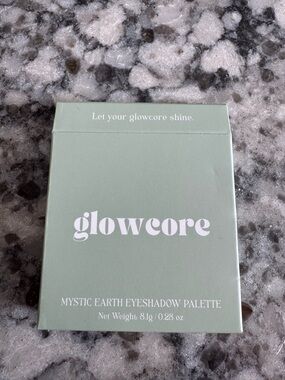 Let your glowcore shine.
glowcore
MYSTIC EARTH EYESHADOW PALETTE
Net Weight: 8.1g / 0.28 oz